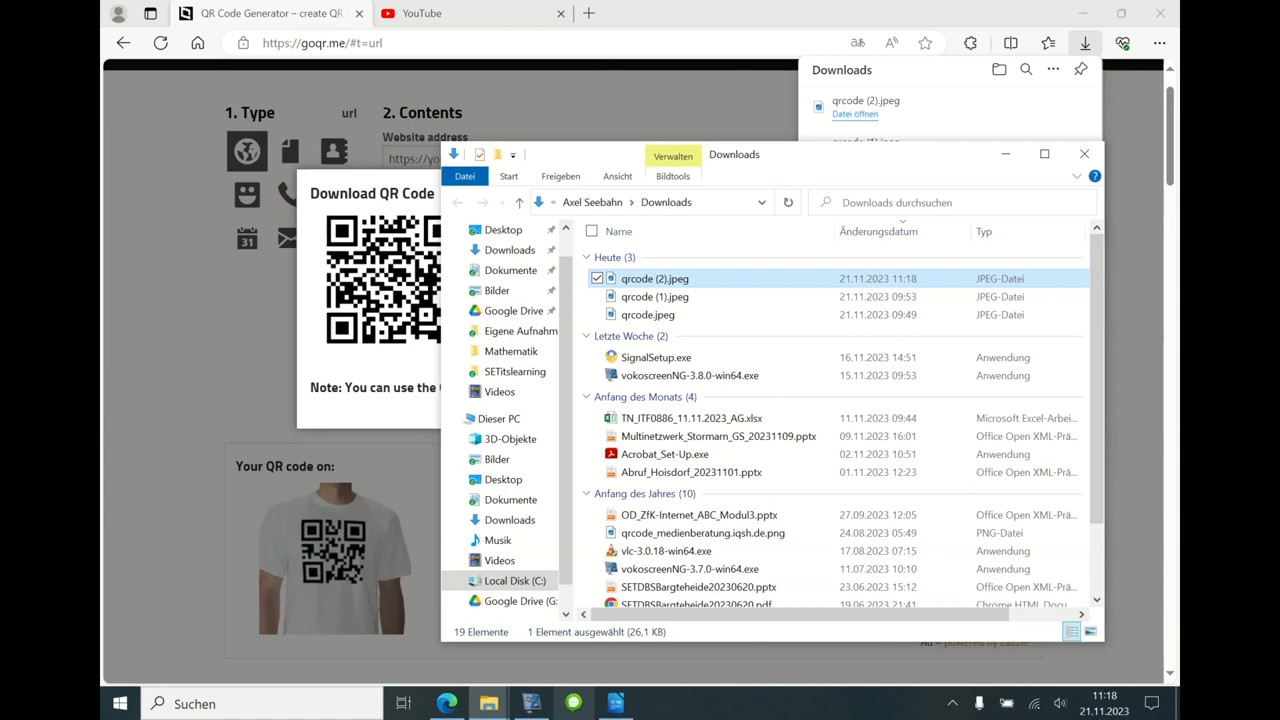 QR Code Generator – create QR
YouTube
https://goqr.me/#t=url
Downloads
qrcode (2).jpeg
Datei öffnen
1. Type
url
2. Contents
Website address
Download QR Code
Note: You can use the
Your QR code on:
31
Verwalten
Downloads
Datei
Start
Freigeben
Ansicht
Bildtools
Axel Seebahn
Downloads
Downloads durchsuchen
Desktop
Downloads
Dokumente
Bilder
Google Drive
Eigene Aufnahm
Mathematik
SETitslearning
Videos
Dieser PC
3D-Objekte
Bilder
Desktop
Dokumente
Downloads
Musik
Videos
Local Disk (C:)
Google Drive (G:
Name
Änderungsdatum
Typ
Heute (3)
qrcode (2).jpeg 21.11.2023 11:18 JPEG-Datei
qrcode (1).jpeg 21.11.2023 09:53 JPEG-Datei
qrcode.jpeg 21.11.2023 09:49 JPEG-Datei
Letzte Woche (2)
SignalSetup.exe 16.11.2023 14:51 Anwendung
vokoscreenNG-3.8.0-win64.exe 15.11.2023 09:53 Anwendung
Anfang des Monats (4)
TN_ITF0886_11.11.2023_AG.xlsx 11.11.2023 09:44 Microsoft Excel-Arbei...
Multinetzwerk_Stormarn_GS_20231109.pptx 09.11.2023 16:01 Office Open XML-Prä...
Acrobat_Set-Up.exe 02.11.2023 10:51 Anwendung
Abruf_Hoisdorf_20231101.pptx 01.11.2023 12:23 Office Open XML-Prä...
Anfang des Jahres (10)
OD_ZfK-Internet_ABC_Modul3.pptx 27.09.2023 12:05 Office Open XML-Prä...
qrcode_medienberatung.iqsh.de.png 24.08.2023 05:49 PNG-Datei
vlc-3.0.18-win64.exe 17.08.2023 07:15 Anwendung
vokoscreenNG-3.7.0-win64.exe 11.07.2023 10:10 Anwendung
SETDBSBargteheide20230620.pptx 23.06.2023 15:12 Office Open XML-Prä...
SETDBSBargteheide20230620.pdf 19.06.2023 21:41 Chrome HTML Docu...
19 Elemente
1 Element ausgewählt (26,1 KB)
Suchen
11:18
21.11.2023